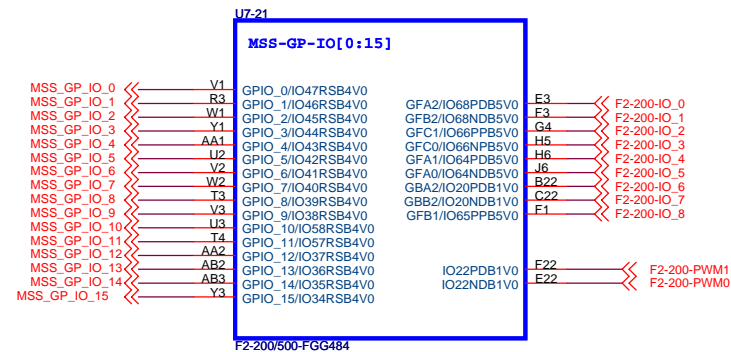 U7-21
MSS-GP-IO[0:15]
MSS_GP_IO_0 V1 GPIO_0/IO47RSB4V0
MSS_GP_IO_1 R3 GPIO_1/IO46RSB4V0 GFA2/IO68PDB5V0 E3 F2-200-IO_0
MSS_GP_IO_2 W1 GPIO_2/IO45RSB4V0 GFB2/IO68NDB5V0 F3 F2-200-IO_1
MSS_GP_IO_3 Y1 GPIO_3/IO44RSB4V0 GFC1/IO66PPB5V0 G4 F2-200-IO_2
MSS_GP_IO_4 AA1 GPIO_4/IO43RSB4V0 GFC0/IO66NPB5V0 H5 F2-200-IO_3
MSS_GP_IO_5 U2 GPIO_5/IO42RSB4V0 GFA1/IO64PDB5V0 H6 F2-200-IO_4
MSS_GP_IO_6 V2 GPIO_6/IO41RSB4V0 GFA0/IO64NDB5V0 J6 F2-200-IO_5
MSS_GP_IO_7 W2 GPIO_7/IO40RSB4V0 GBA2/IO20PDB1V0 B22 F2-200-IO_6
MSS_GP_IO_8 T3 GPIO_8/IO39RSB4V0 GBB2/IO20NDB1V0 C22 F2-200-IO_7
MSS_GP_IO_9 V3 GPIO_9/IO38RSB4V0 GFB1/IO65PPB5V0 F1 F2-200-IO_8
MSS_GP_IO_10 U3 GPIO_10/IO58RSB4V0
MSS_GP_IO_11 T4 GPIO_11/IO57RSB4V0
MSS_GP_IO_12 AA2 GPIO_12/IO37RSB4V0
MSS_GP_IO_13 AB2 GPIO_13/IO36RSB4V0 IO22PDB1V0 F22 F2-200-PWM1
MSS_GP_IO_14 AB3 GPIO_14/IO35RSB4V0 IO22NDB1V0 E22 F2-200-PWM0
MSS_GP_IO_15 Y3 GPIO_15/IO34RSB4V0
F2-200/500-FGG484